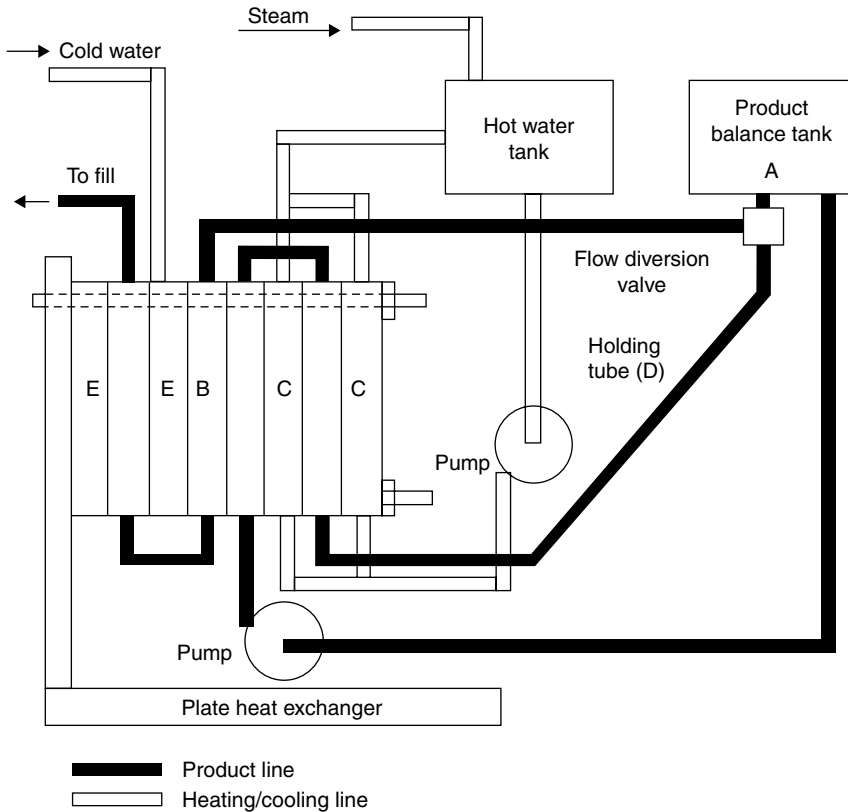 Steam
Cold water
Hot water
tank
Product
balance tank
A
To fill
Flow diversion
valve
Holding
tube (D)
E
E
B
C
C
Pump
Pump
Plate heat exchanger
Product line
Heating/cooling line